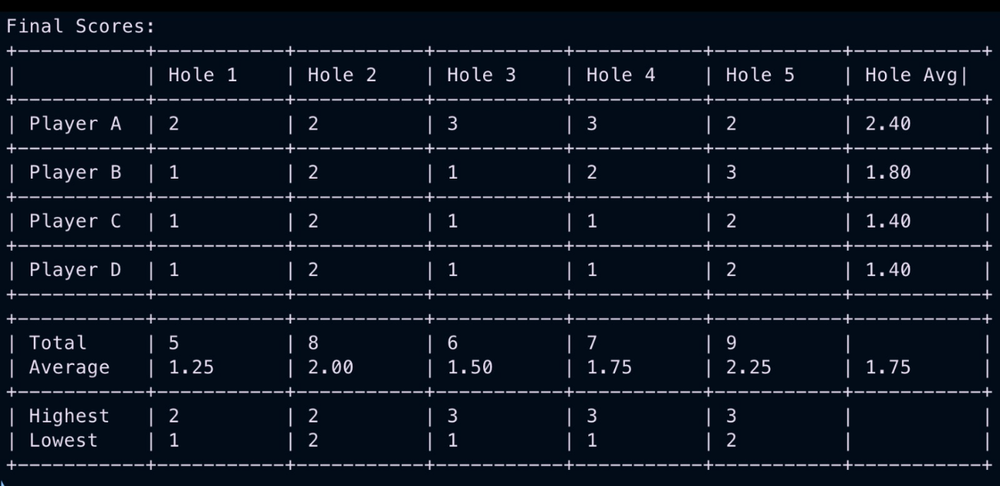 Final Scores:
+-----------+-----------+-----------+-----------+-----------+-----------+-----------+
|           | Hole 1    | Hole 2    | Hole 3    | Hole 4    | Hole 5    | Hole Avg|
+-----------+-----------+-----------+-----------+-----------+-----------+-----------+
| Player A  | 2         | 2         | 3         | 3         | 2         | 2.40      |
+-----------+-----------+-----------+-----------+-----------+-----------+-----------+
| Player B  | 1         | 2         | 1         | 2         | 3         | 1.80      |
+-----------+-----------+-----------+-----------+-----------+-----------+-----------+
| Player C  | 1         | 2         | 1         | 1         | 2         | 1.40      |
+-----------+-----------+-----------+-----------+-----------+-----------+-----------+
| Player D  | 1         | 2         | 1         | 1         | 2         | 1.40      |
+-----------+-----------+-----------+-----------+-----------+-----------+-----------+
+-----------+-----------+-----------+-----------+-----------+-----------+-----------+
| Total     | 5         | 8         | 6         | 7         | 9         |           |
| Average   | 1.25      | 2.00      | 1.50      | 1.75      | 2.25      | 1.75      |
+-----------+-----------+-----------+-----------+-----------+-----------+-----------+
| Highest   | 2         | 2         | 3         | 3         | 3         |           |
| Lowest    | 1         | 2         | 1         | 1         | 2         |           |
+-----------+-----------+-----------+-----------+-----------+-----------+-----------+